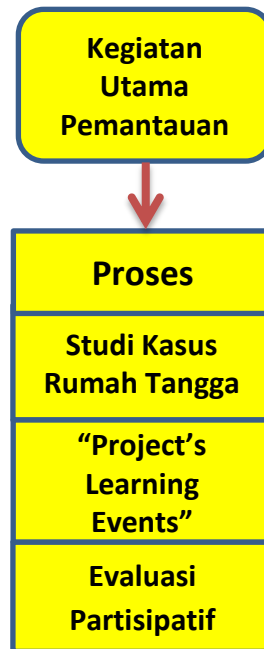 Kegiatan
Utama
Pemantauan
Proses
Studi Kasus
Rumah Tangga
“Project’s
Learning
Events”
Evaluasi
Partisipatif